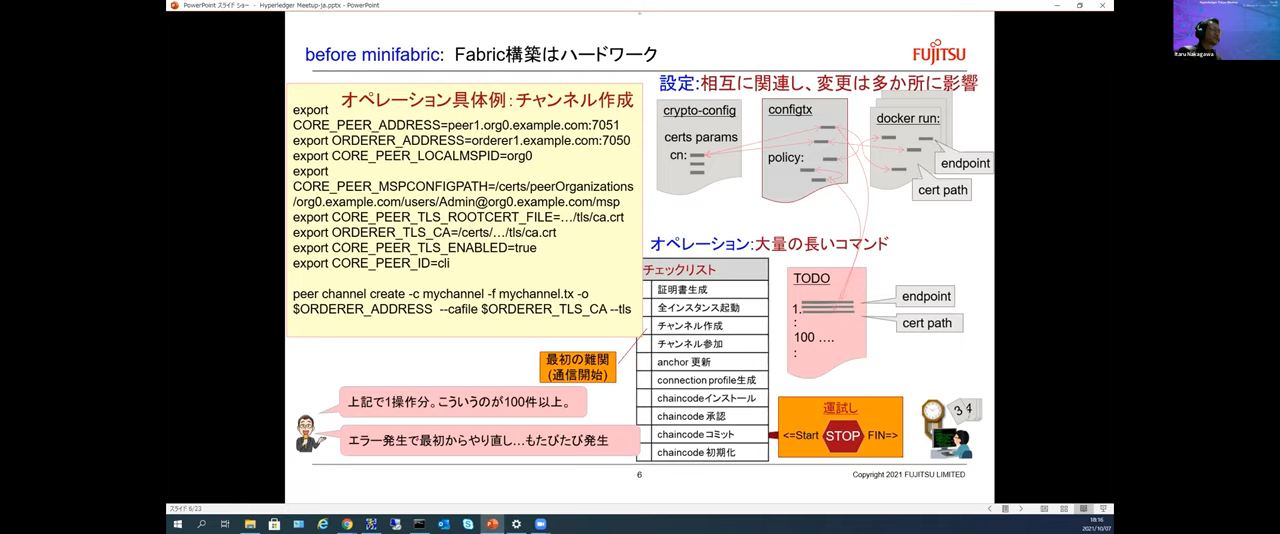 PowerPoint スライド ショー - Hyperledger Meetup-ja.pptx - PowerPoint
Itaru Nakagawa
before minifabric: Fabric構築はハードワーク
FUJITSU
設定:相互に関連し、変更は多か所に影響
オペレーション具体例：チャンネル作成
export
CORE_PEER_ADDRESS=peer1.org0.example.com:7051
export ORDERER_ADDRESS=orderer1.example.com:7050
export CORE_PEER_LOCALMSPID=org0
export
CORE_PEER_MSPCONFIGPATH=/certs/peerOrganizations
/org0.example.com/users/Admin@org0.example.com/msp
export CORE_PEER_TLS_ROOTCERT_FILE=…/tls/ca.crt
export ORDERER_TLS_CA=/certs/…/tls/ca.crt
export CORE_PEER_TLS_ENABLED=true
export CORE_PEER_ID=cli
peer channel create -c mychannel -f mychannel.tx -o
$ORDERER_ADDRESS --cafile $ORDERER_TLS_CA --tls
crypto-config
certs params
cn:
configtx
policy:
docker run:
endpoint
cert path
オペレーション:大量の長いコマンド
チェックリスト
証明書生成
全インスタンス起動
チャンネル作成
チャンネル参加
anchor 更新
connection profile生成
chaincodeインストール
chaincode 承認
chaincode コミット
chaincode 初期化
TODO
1.
:
100 ….
:
endpoint
cert path
最初の難関
(通信開始)
上記で1操作分。こういうのが100件以上。
エラー発生で最初からやり直し…もたびたび発生
運試し
<=Start STOP FIN=>
3 4
6
Copyright 2021 FUJITSU LIMITED
スライド 6/23
18:16
2021/10/07